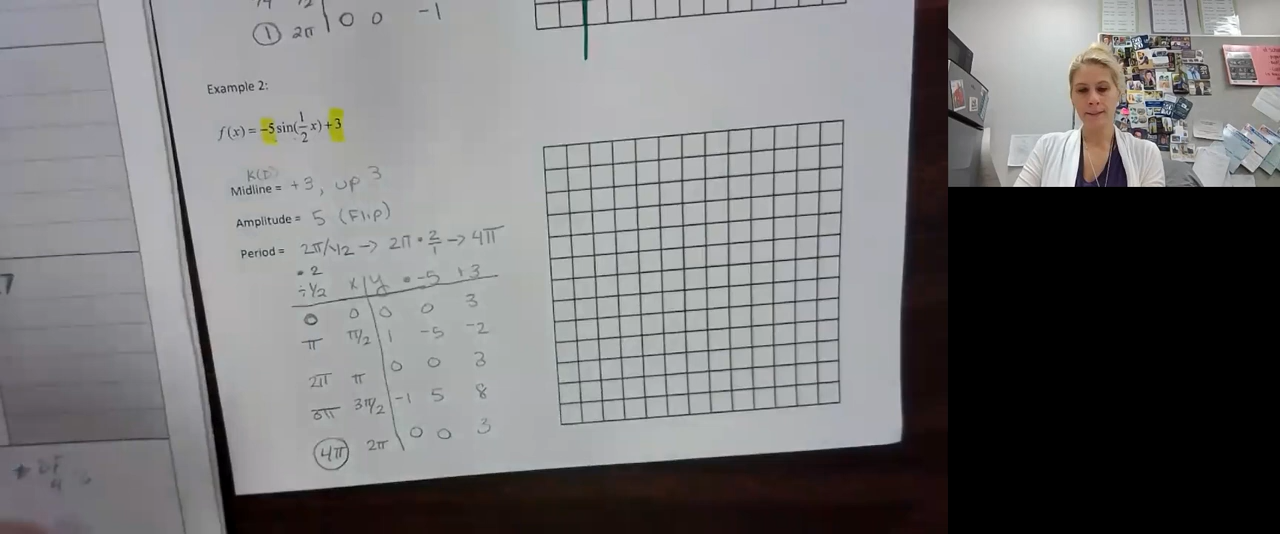 ① 2π 0 0 -1
Example 2:
f(x) = -5 sin(1/2 x) + 3
K(D)
Midline = +3, up 3
Amplitude = 5 (Flip)
Period = 2π/1/2 -> 2π • 2/1 -> 4π
• 2
÷ 1/2 x y • -5 +3
0 0 0 0 3
π π/2 1 -5 -2
2π π 0 0 3
3π 3π/2 -1 5 8
4π 2π 0 0 3